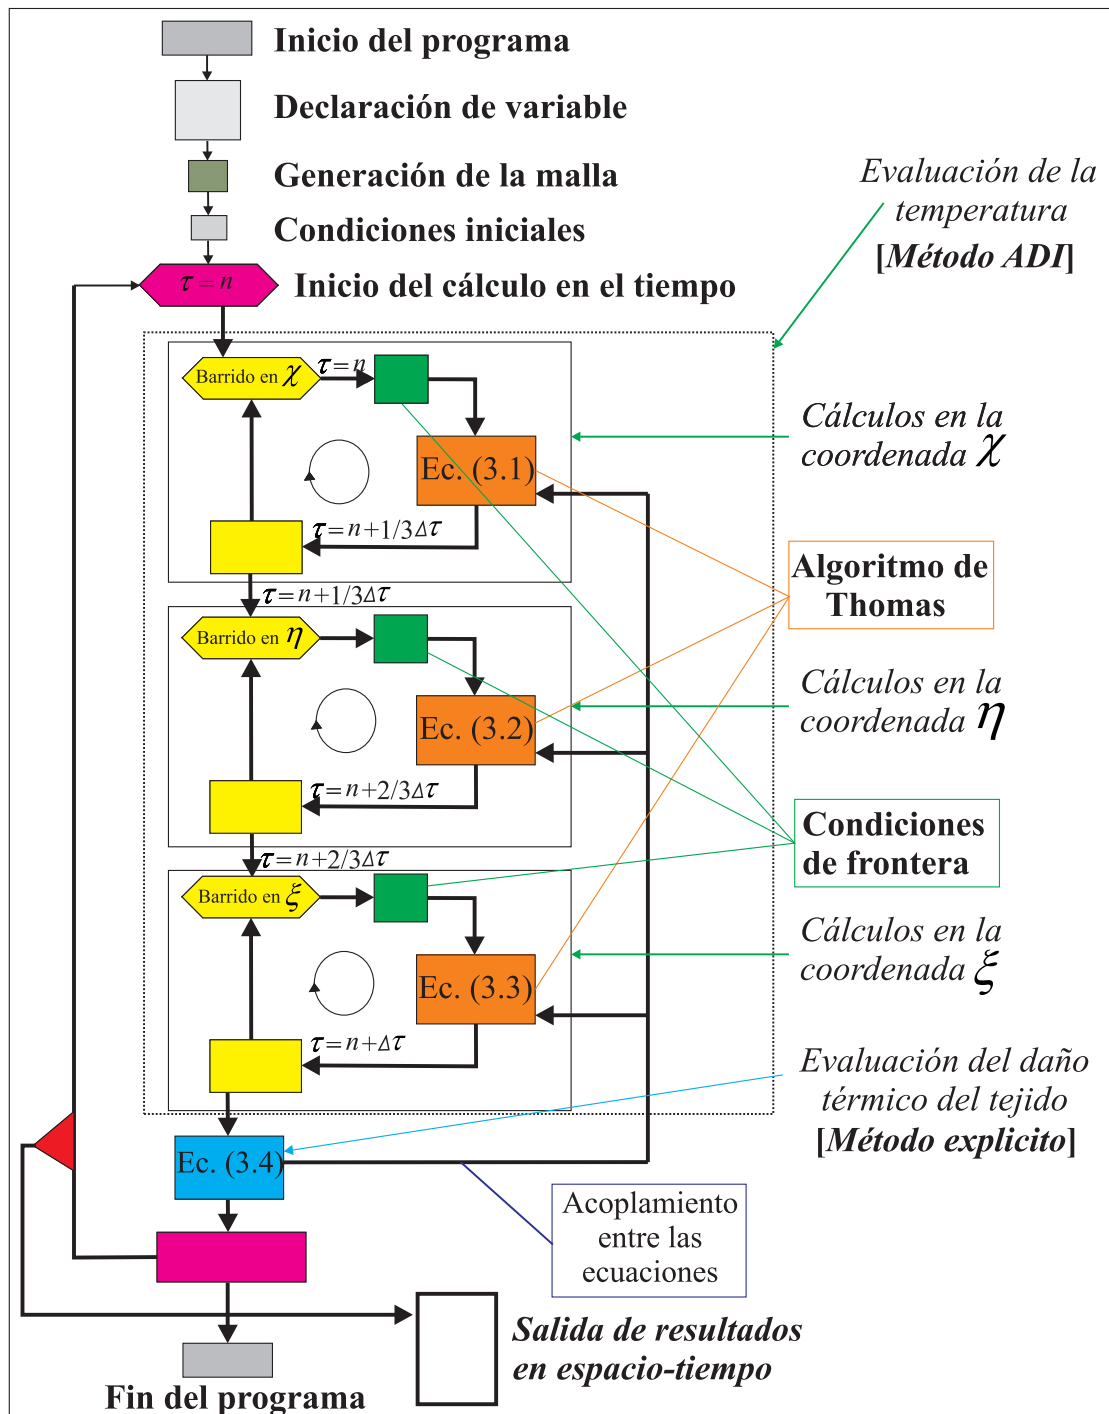 Inicio del programa
Declaración de variable
Generación de la malla
Condiciones iniciales
τ = n
Inicio del cálculo en el tiempo
Evaluación de la
temperatura
[Método ADI]
Barrido en χ
τ=n
Ec. (3.1)
τ=n+1/3Δτ
Cálculos en la
coordenada χ
τ=n+1/3Δτ
Algoritmo de
Thomas
Barrido en η
Ec. (3.2)
τ=n+2/3Δτ
Cálculos en la
coordenada η
τ=n+2/3Δτ
Condiciones
de frontera
Barrido en ξ
Ec. (3.3)
τ=n+Δτ
Cálculos en la
coordenada ξ
Evaluación del daño
térmico del tejido
[Método explicito]
Ec. (3.4)
Acoplamiento
entre las
ecuaciones
Salida de resultados
en espacio-tiempo
Fin del programa